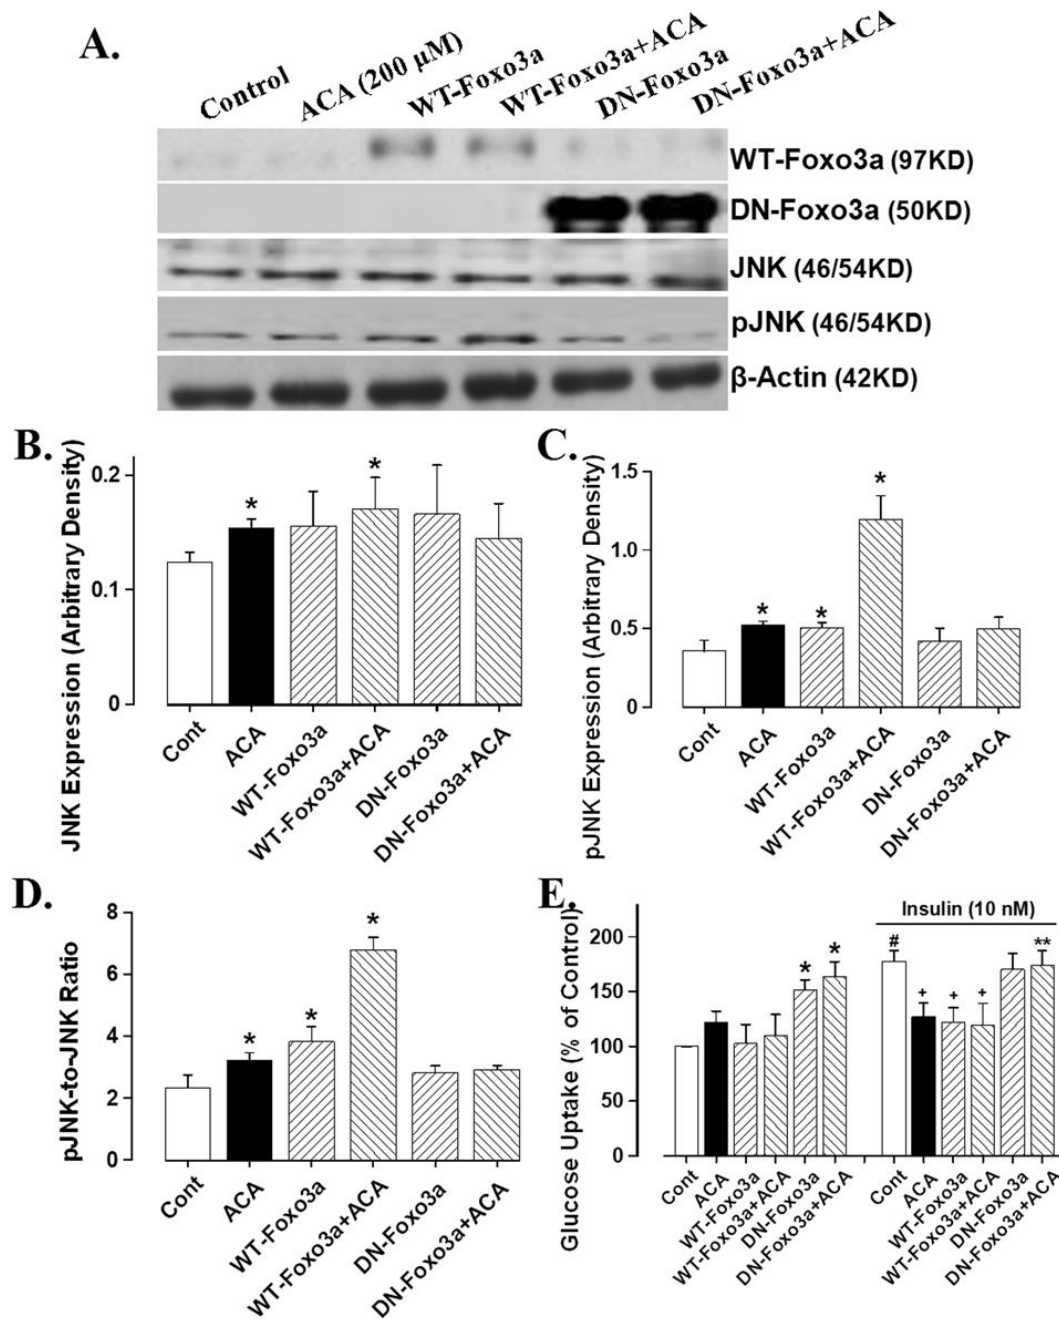 A.
Control
ACA (200 μM)
WT-Foxo3a
WT-Foxo3a+ACA
DN-Foxo3a
DN-Foxo3a+ACA
WT-Foxo3a (97KD)
DN-Foxo3a (50KD)
JNK (46/54KD)
pJNK (46/54KD)
β-Actin (42KD)
B.
JNK Expression (Arbitrary Density)
0.2
0.1
0
*
*
Cont
ACA
WT-Foxo3a
WT-Foxo3a+ACA
DN-Foxo3a
DN-Foxo3a+ACA
C.
pJNK Expression (Arbitrary Density)
1.5
1.0
0.5
0
*
*
*
Cont
ACA
WT-Foxo3a
WT-Foxo3a+ACA
DN-Foxo3a
DN-Foxo3a+ACA
D.
pJNK-to-JNK Ratio
8
6
4
2
0
*
*
*
Cont
ACA
WT-Foxo3a
WT-Foxo3a+ACA
DN-Foxo3a
DN-Foxo3a+ACA
E.
Glucose Uptake (% of Control)
200
150
100
50
0
Insulin (10 nM)
*
*
#
+
+
+
**
Cont
ACA
WT-Foxo3a
WT-Foxo3a+ACA
DN-Foxo3a
DN-Foxo3a+ACA
Cont
ACA
WT-Foxo3a
WT-Foxo3a+ACA
DN-Foxo3a
DN-Foxo3a+ACA